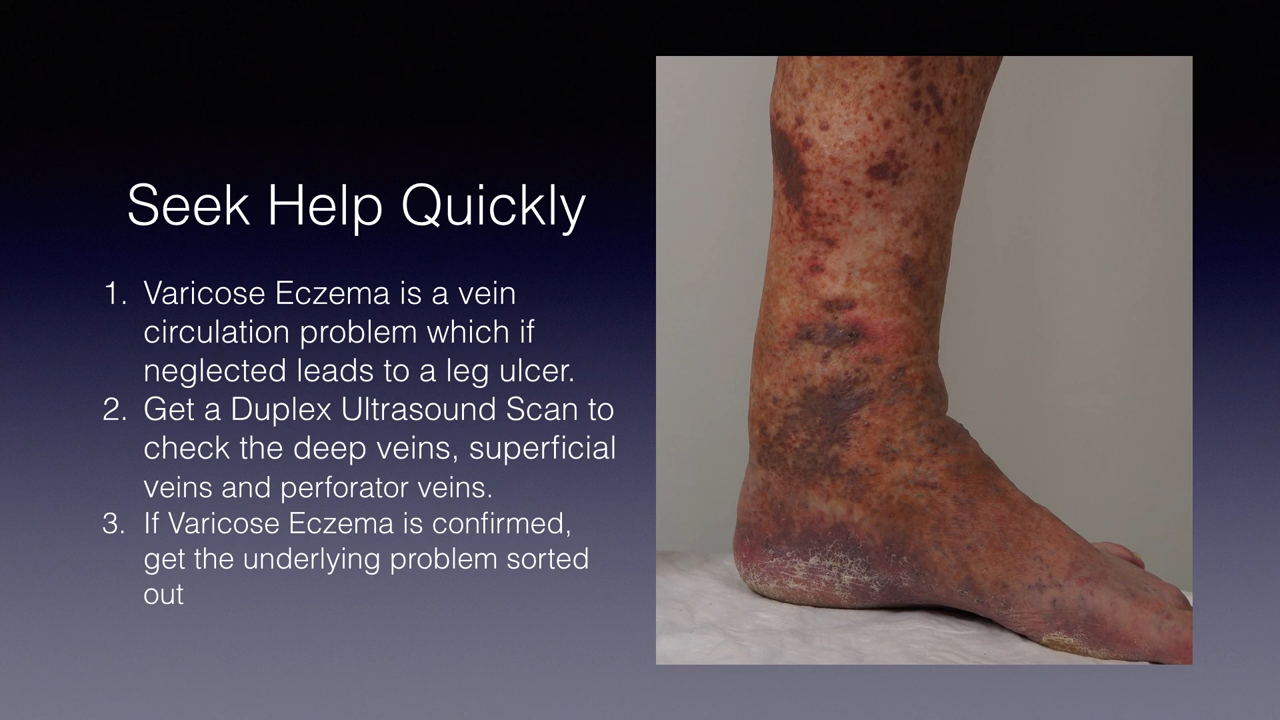 Seek Help Quickly
1. Varicose Eczema is a vein
circulation problem which if
neglected leads to a leg ulcer.
2. Get a Duplex Ultrasound Scan to
check the deep veins, superficial
veins and perforator veins.
3. If Varicose Eczema is confirmed,
get the underlying problem sorted
out